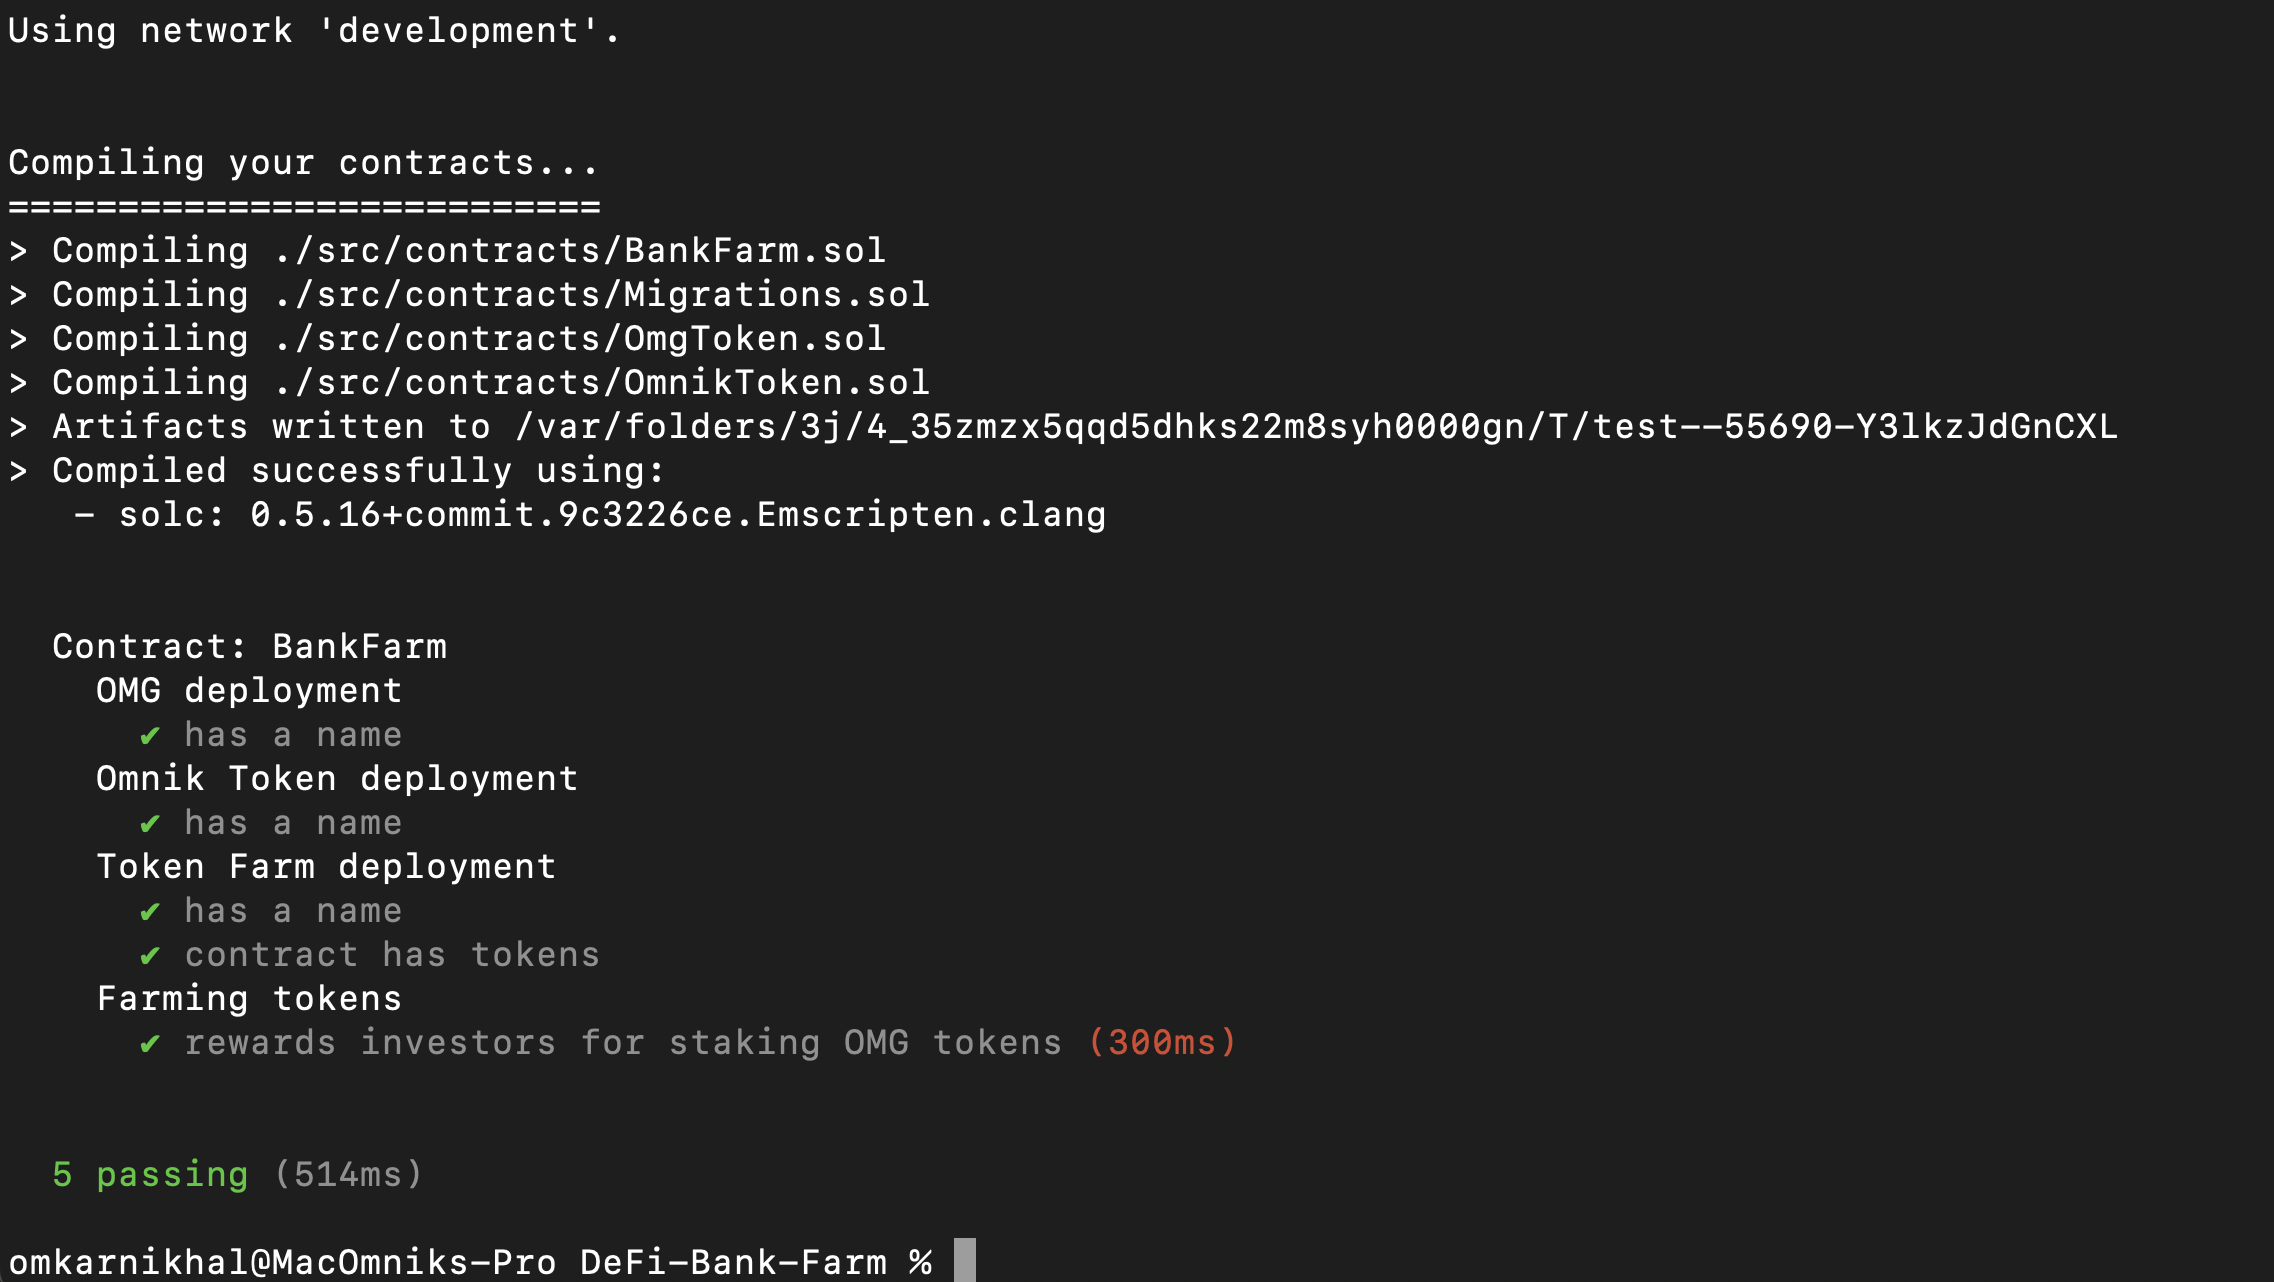 Using network 'development'.
Compiling your contracts...
===========================
> Compiling ./src/contracts/BankFarm.sol
> Compiling ./src/contracts/Migrations.sol
> Compiling ./src/contracts/OmgToken.sol
> Compiling ./src/contracts/OmnikToken.sol
> Artifacts written to /var/folders/3j/4_35zmzx5qqd5dhks22m8syh0000gn/T/test--55690-Y3lkzJdGnCXL
> Compiled successfully using:
   - solc: 0.5.16+commit.9c3226ce.Emscripten.clang
  Contract: BankFarm
    OMG deployment
      ✔ has a name
    Omnik Token deployment
      ✔ has a name
    Token Farm deployment
      ✔ has a name
      ✔ contract has tokens
    Farming tokens
      ✔ rewards investors for staking OMG tokens (300ms)
  5 passing (514ms)
omkarnikhal@MacOmniks-Pro DeFi-Bank-Farm %